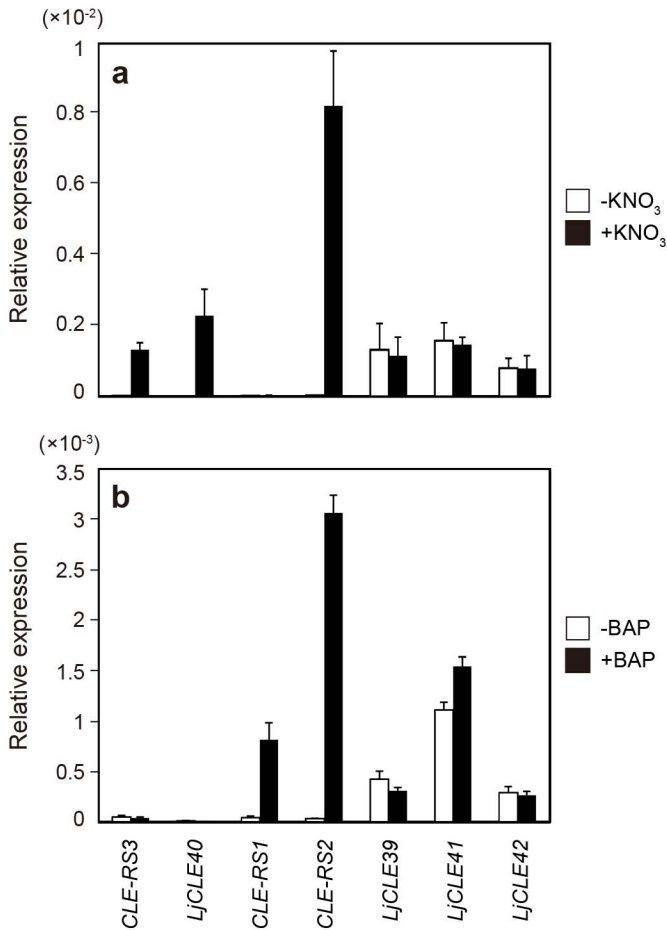 (×10⁻²)
a
Relative expression
1
0.8
0.6
0.4
0.2
0
-KNO₃
+KNO₃
(×10⁻³)
b
Relative expression
3.5
3
2.5
2
1.5
1
0.5
0
-BAP
+BAP
CLE-RS3
LjCLE40
CLE-RS1
CLE-RS2
LjCLE39
LjCLE41
LjCLE42